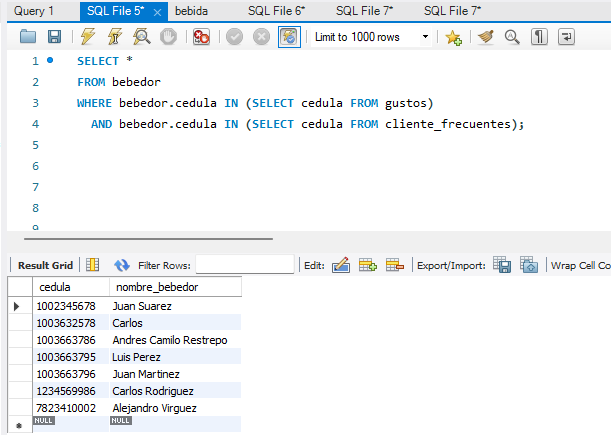 Query 1 SQL File 5* bebida SQL File 6* SQL File 7* SQL File 7*
Limit to 1000 rows
1 SELECT *
2 FROM bebedor
3 WHERE bebedor.cedula IN (SELECT cedula FROM gustos)
4 AND bebedor.cedula IN (SELECT cedula FROM cliente_frecuentes);
5
6
7
8
9
Result Grid Filter Rows: Edit: Export/Import: Wrap Cell Co
cedula nombre_bebedor
1002345678 Juan Suarez
1003632578 Carlos
1003663786 Andres Camilo Restrepo
1003663795 Luis Perez
1003663796 Juan Martinez
1234569986 Carlos Rodriguez
7823410002 Alejandro Virguez
NULL NULL